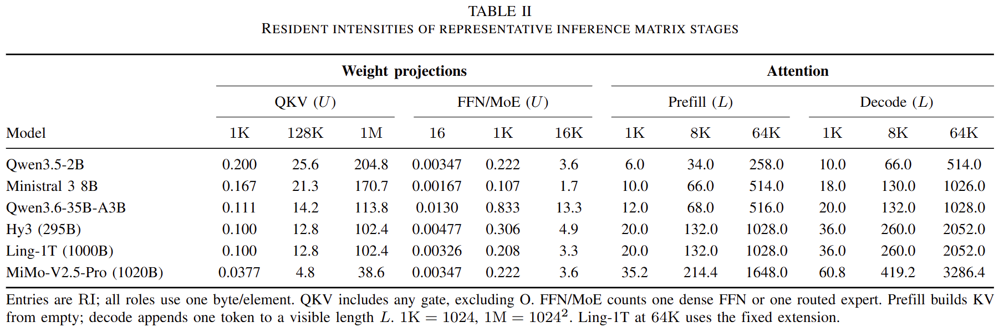 TABLE II
RESIDENT INTENSITIES OF REPRESENTATIVE INFERENCE MATRIX STAGES
Weight projections Attention
QKV (U) FFN/MoE (U) Prefill (L) Decode (L)
Model 1K 128K 1M 16 1K 16K 1K 8K 64K 1K 8K 64K
Qwen3.5-2B 0.200 25.6 204.8 0.00347 0.222 3.6 6.0 34.0 258.0 10.0 66.0 514.0
Ministral 3 8B 0.167 21.3 170.7 0.00167 0.107 1.7 10.0 66.0 514.0 18.0 130.0 1026.0
Qwen3.6-35B-A3B 0.111 14.2 113.8 0.0130 0.833 13.3 12.0 68.0 516.0 20.0 132.0 1028.0
Hy3 (295B) 0.100 12.8 102.4 0.00477 0.306 4.9 20.0 132.0 1028.0 36.0 260.0 2052.0
Ling-1T (1000B) 0.100 12.8 102.4 0.00326 0.208 3.3 20.0 132.0 1028.0 36.0 260.0 2052.0
MiMo-V2.5-Pro (1020B) 0.0377 4.8 38.6 0.00347 0.222 3.6 35.2 214.4 1648.0 60.8 419.2 3286.4
Entries are RI; all roles use one byte/element. QKV includes any gate, excluding O. FFN/MoE counts one dense FFN or one routed expert. Prefill builds KV
from empty; decode appends one token to a visible length L. 1K = 1024, 1M = 1024². Ling-1T at 64K uses the fixed extension.